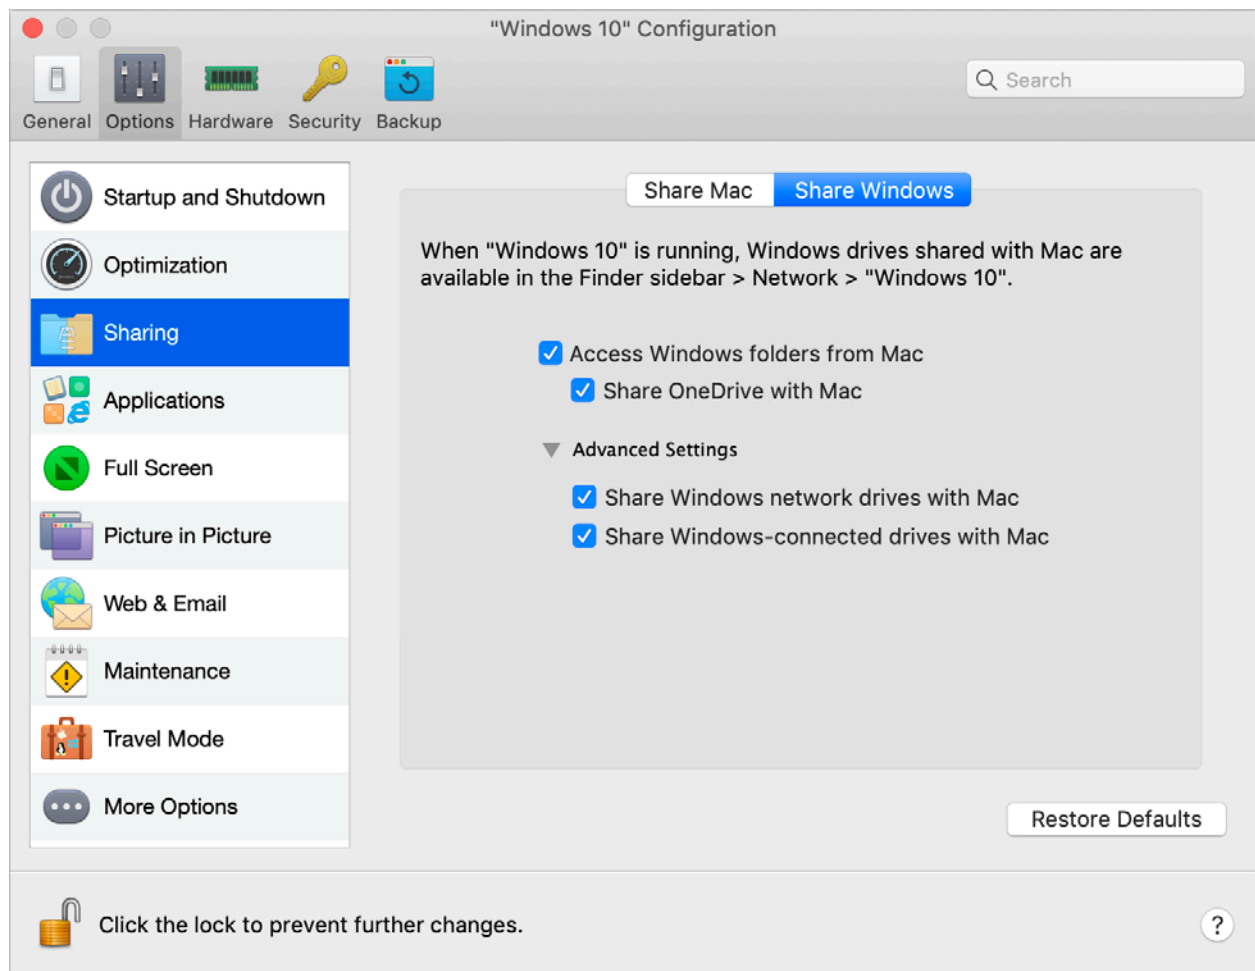 "Windows 10" Configuration
General Options Hardware Security Backup
Search
Startup and Shutdown
Optimization
Sharing
Applications
Full Screen
Picture in Picture
Web & Email
Maintenance
Travel Mode
More Options
Share Mac Share Windows
When "Windows 10" is running, Windows drives shared with Mac are
available in the Finder sidebar > Network > "Windows 10".
Access Windows folders from Mac
Share OneDrive with Mac
Advanced Settings
Share Windows network drives with Mac
Share Windows-connected drives with Mac
Restore Defaults
Click the lock to prevent further changes.
?